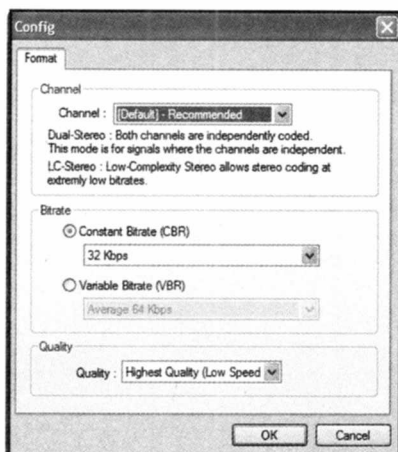 Config
Format
Channel
Channel : [Default] - Recommended
Dual-Stereo : Both channels are independently coded.
This mode is for signals where the channels are independent.
LC-Stereo : Low-Complexity Stereo allows stereo coding at
extremly low bitrates.
Bitrate
Constant Bitrate (CBR)
32 Kbps
Variable Bitrate (VBR)
Average 64 Kbps
Quality
Quality : Highest Quality (Low Speed
OK Cancel